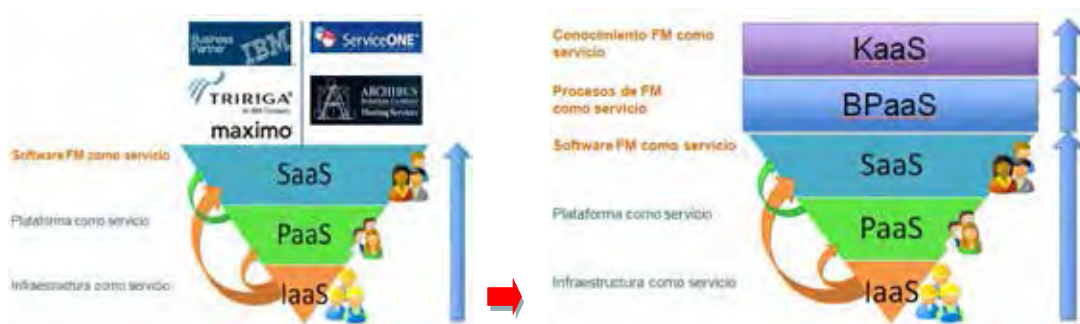 Business
Partner
IBM
ServiceONE
TRIRIGA
maximo
ARCHIBUS
Hosting Services
Software FM como servicio
SaaS
Plataforma como servicio
PaaS
Infraestructura como servicio
IaaS
Conocimiento FM como
servicio
KaaS
Procesos de FM
como servicio
BPaaS
Software FM como servicio
SaaS
Plataforma como servicio
PaaS
Infraestructura como servicio
IaaS